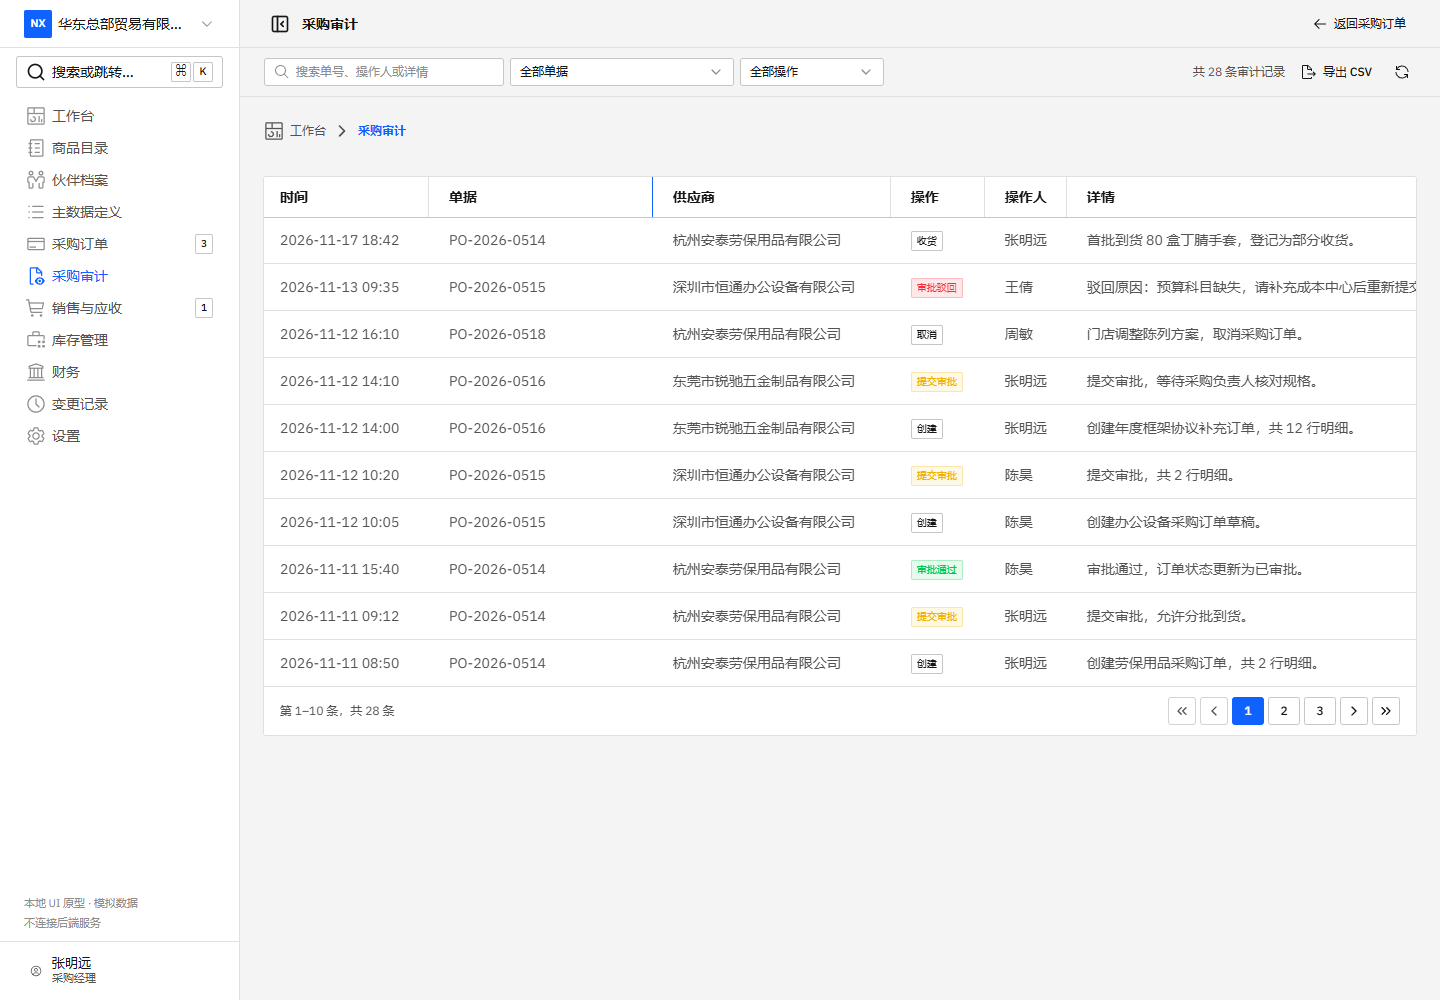 NX 华东总部贸易有限...
搜索或跳转... ⌘ K
工作台
商品目录
伙伴档案
主数据定义
采购订单 3
采购审计
销售与应收 1
库存管理
财务
变更记录
设置
本地 UI 原型 · 模拟数据
不连接后端服务
张明远
采购经理
采购审计
返回采购订单
搜索单号、操作人或详情 全部单据 全部操作 共 28 条审计记录 导出 CSV
工作台 采购审计
时间 单据 供应商 操作 操作人 详情
2026-11-17 18:42 PO-2026-0514 杭州安泰劳保用品有限公司 收货 张明远 首批到货 80 盒丁腈手套，登记为部分收货。
2026-11-13 09:35 PO-2026-0515 深圳市恒通办公设备有限公司 审批驳回 王倩 驳回原因：预算科目缺失，请补充成本中心后重新提交
2026-11-12 16:10 PO-2026-0518 杭州安泰劳保用品有限公司 取消 周敏 门店调整陈列方案，取消采购订单。
2026-11-12 14:10 PO-2026-0516 东莞市锐驰五金制品有限公司 提交审批 张明远 提交审批，等待采购负责人核对规格。
2026-11-12 14:00 PO-2026-0516 东莞市锐驰五金制品有限公司 创建 张明远 创建年度框架协议补充订单，共 12 行明细。
2026-11-12 10:20 PO-2026-0515 深圳市恒通办公设备有限公司 提交审批 陈昊 提交审批，共 2 行明细。
2026-11-12 10:05 PO-2026-0515 深圳市恒通办公设备有限公司 创建 陈昊 创建办公设备采购订单草稿。
2026-11-11 15:40 PO-2026-0514 杭州安泰劳保用品有限公司 审批通过 陈昊 审批通过，订单状态更新为已审批。
2026-11-11 09:12 PO-2026-0514 杭州安泰劳保用品有限公司 提交审批 张明远 提交审批，允许分批到货。
2026-11-11 08:50 PO-2026-0514 杭州安泰劳保用品有限公司 创建 张明远 创建劳保用品采购订单，共 2 行明细。
第 1–10 条，共 28 条 1 2 3